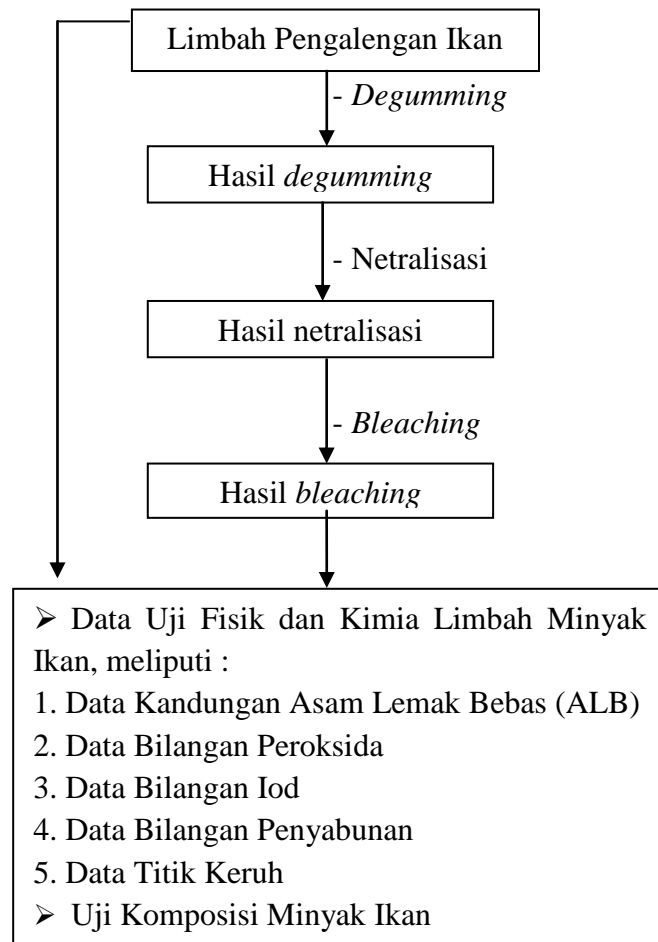 Limbah Pengalengan Ikan
- Degumming
Hasil degumming
- Netralisasi
Hasil netralisasi
- Bleaching
Hasil bleaching
➢ Data Uji Fisik dan Kimia Limbah Minyak
Ikan, meliputi :
1. Data Kandungan Asam Lemak Bebas (ALB)
2. Data Bilangan Peroksida
3. Data Bilangan Iod
4. Data Bilangan Penyabunan
5. Data Titik Keruh
➢ Uji Komposisi Minyak Ikan